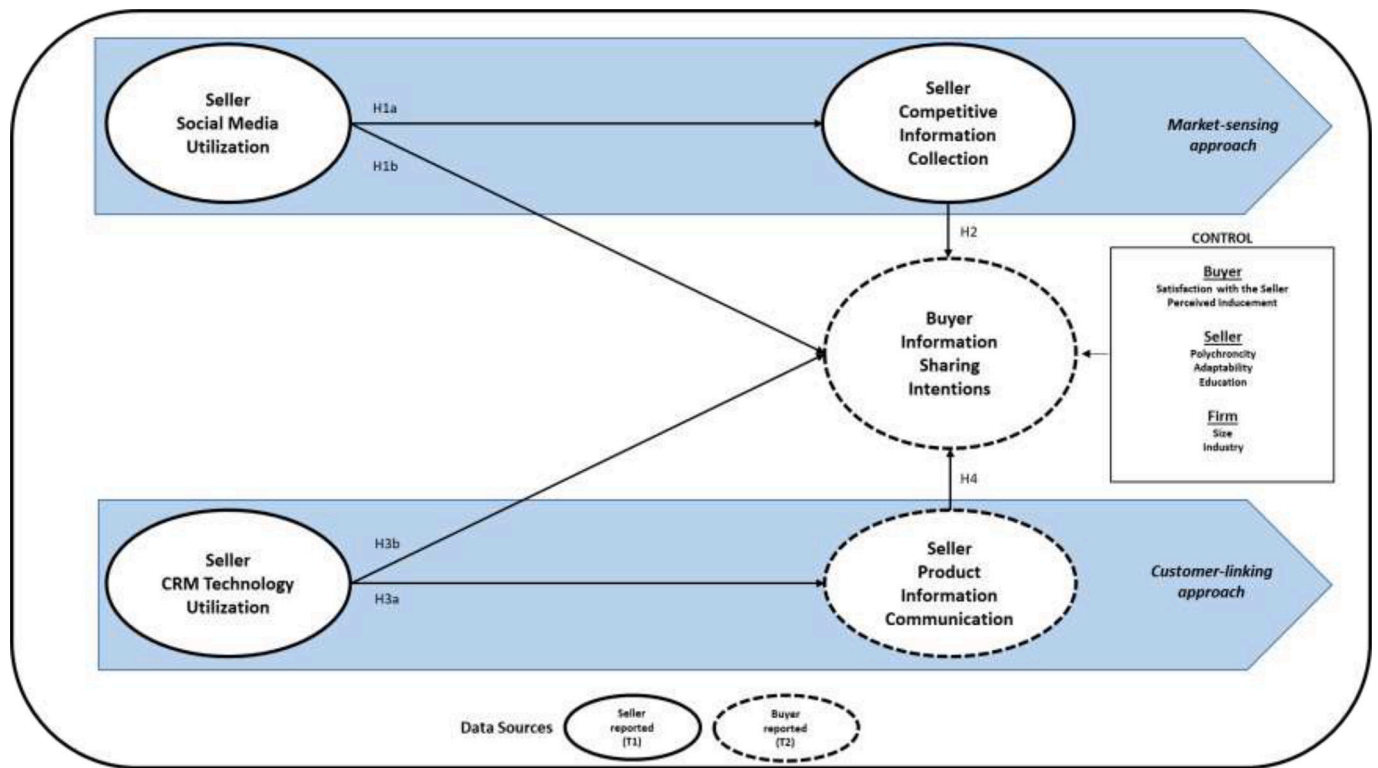 Seller
Social Media
Utilization
H1a
H1b
Seller
Competitive
Information
Collection
Market-sensing
approach
H2
CONTROL
Buyer
Satisfaction with the Seller
Perceived Inducement
Seller
Polychroncity
Adaptability
Education
Firm
Size
Industry
Buyer
Information
Sharing
Intentions
H4
Seller
CRM Technology
Utilization
H3b
H3a
Seller
Product
Information
Communication
Customer-linking
approach
Data Sources
Seller
reported
(T1)
Buyer
reported
(T2)